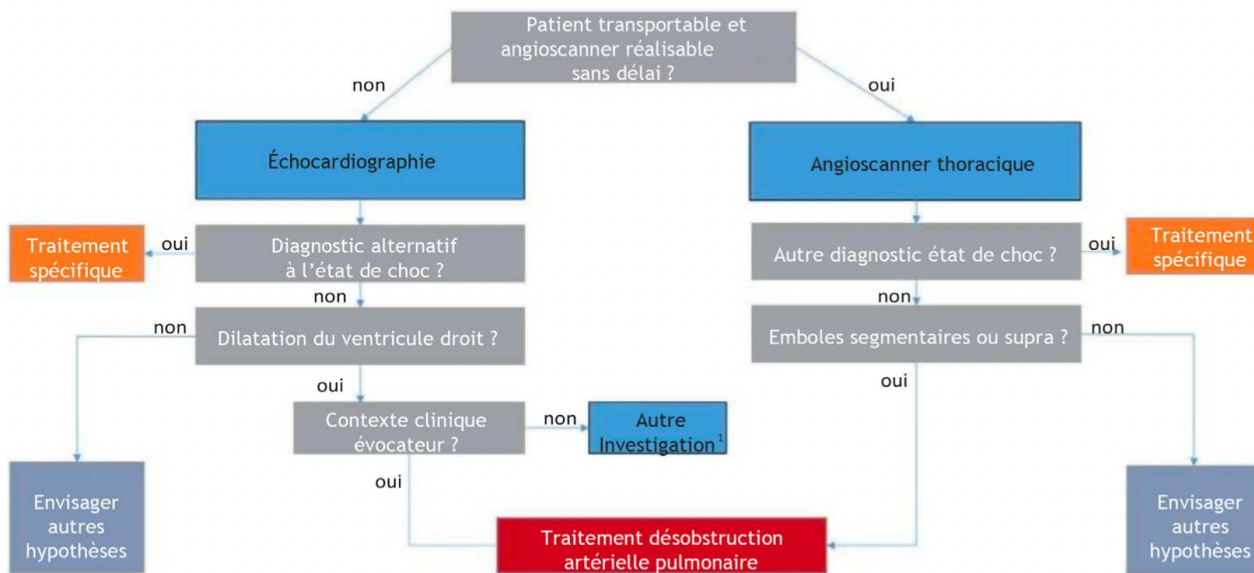 Patient transportable et
angioscanner réalisable
sans délai ?
non
oui
Échocardiographie
Angioscanner thoracique
Traitement
spécifique
oui
Diagnostic alternatif
à l'état de choc ?
Autre diagnostic état de choc ?
oui
Traitement
spécifique
non
non
non
Dilatation du ventricule droit ?
Emboles segmentaires ou supra ?
non
oui
oui
Contexte clinique
évocateur ?
non
Autre
Investigation¹
oui
Envisager
autres
hypothèses
Traitement désobstruction
artérielle pulmonaire
Envisager
autres
hypothèses